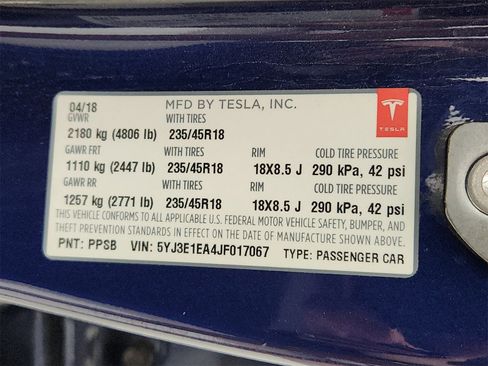 04/18 MFD BY TESLA, INC.
GVWR WITH TIRES
2180 kg (4806 lb) 235/45R18
GAWR FRT WITH TIRES RIM COLD TIRE PRESSURE
1110 kg (2447 lb) 235/45R18 18X8.5 J 290 kPa, 42 psi
GAWR RR WITH TIRES RIM COLD TIRE PRESSURE
1257 kg (2771 lb) 235/45R18 18X8.5 J 290 kPa, 42 psi
THIS VEHICLE CONFORMS TO ALL APPLICABLE U.S. FEDERAL MOTOR VEHICLE SAFETY, BUMPER, AND
THEFT PREVENTION STANDARDS IN EFFECT ON THE DATE OF MANUFACTURE SHOWN ABOVE.
PNT: PPSB VIN: 5YJ3E1EA4JF017067 TYPE: PASSENGER CAR
TESLA